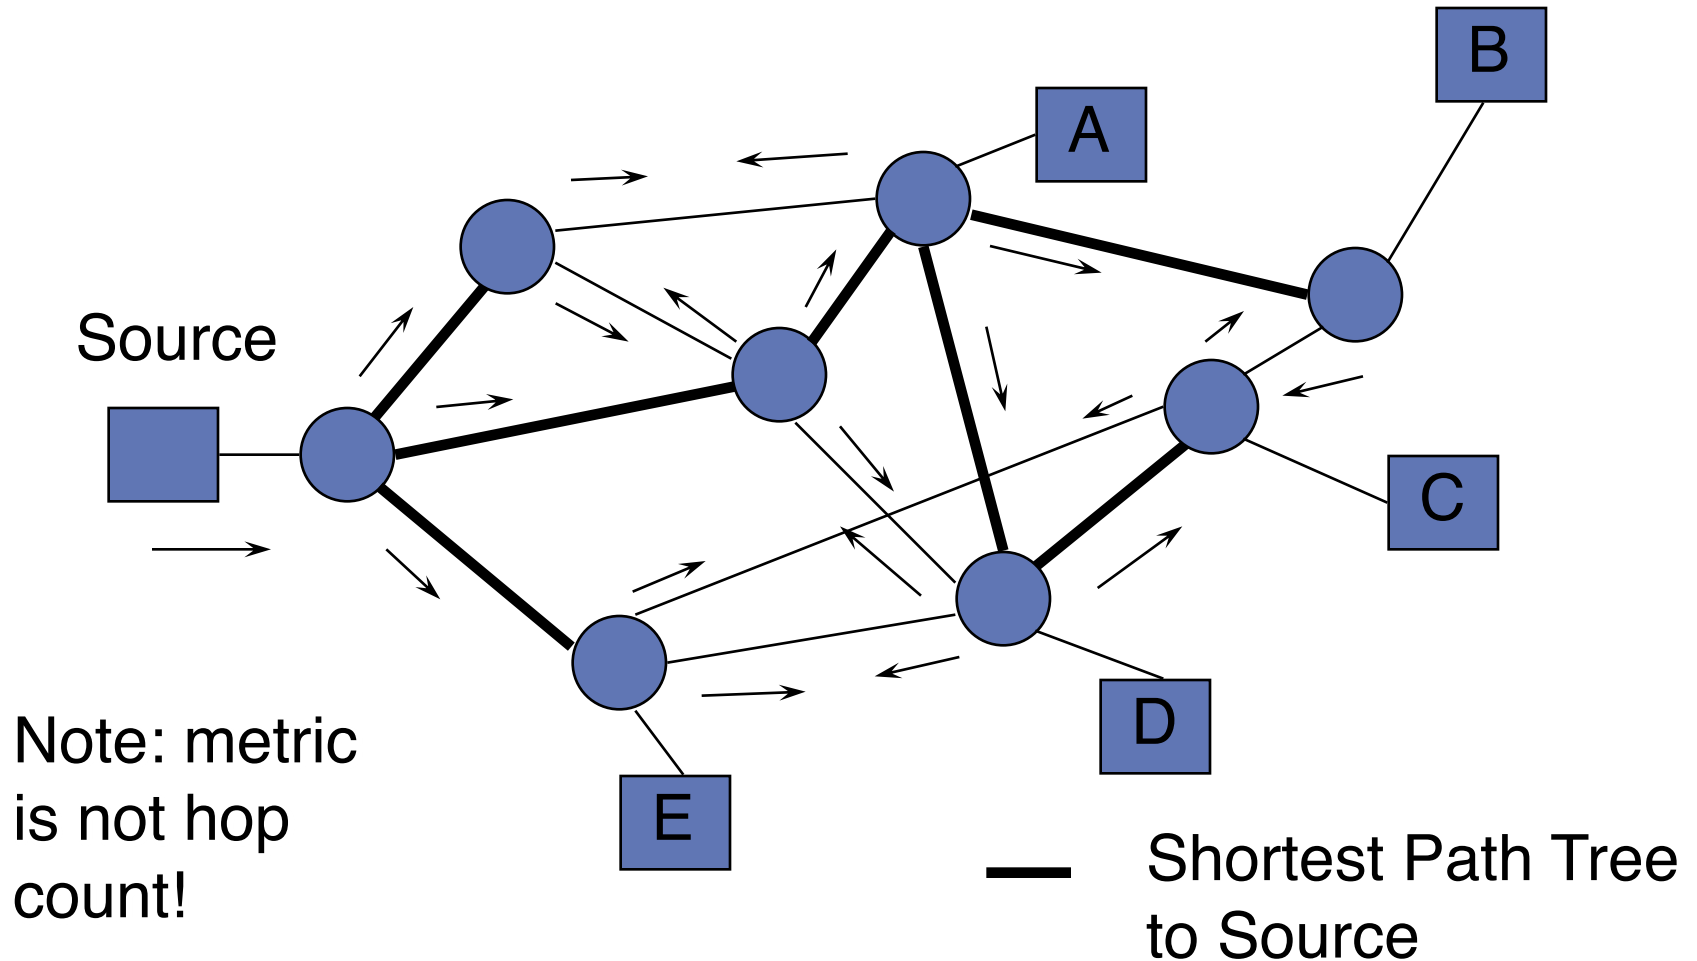 B
A
Source
C
D
Note: metric
is not hop
count!
E
Shortest Path Tree
to Source